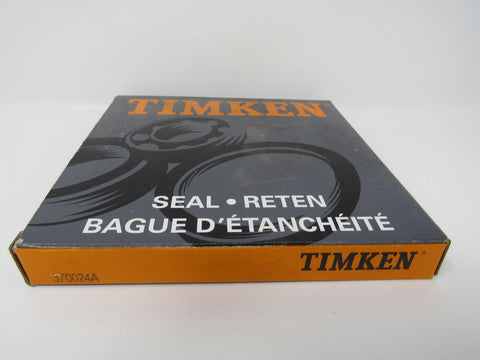 TIMKEN
SEAL • RETEN
BAGUE D'ÉTANCHÉITÉ
370024A
TIMKEN